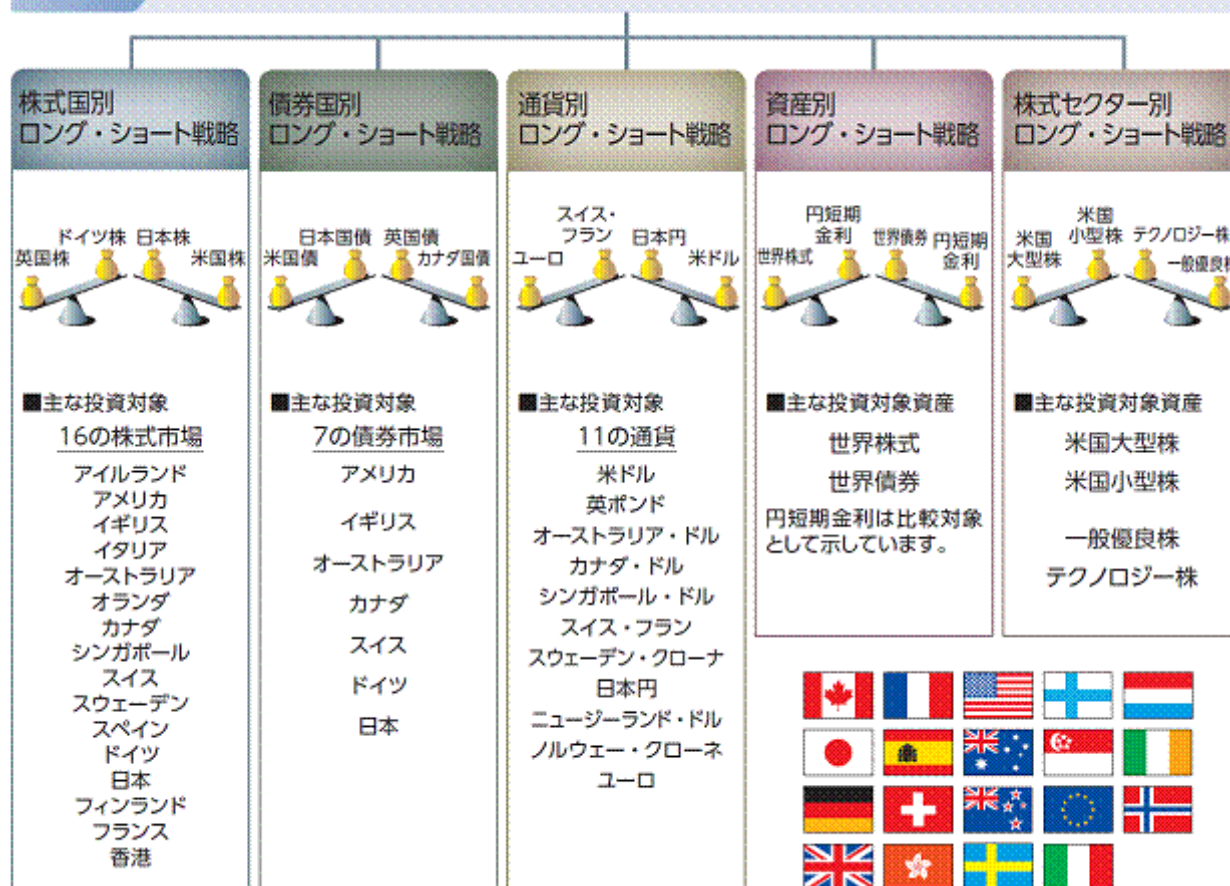 株式国別
ロング・ショート戦略
ドイツ株 日本株
英国株 米国株
■主な投資対象
16の株式市場
アイルランド
アメリカ
イギリス
イタリア
オーストラリア
オランダ
カナダ
シンガポール
スイス
スウェーデン
スペイン
ドイツ
日本
フィンランド
フランス
香港
債券国別
ロング・ショート戦略
日本国債 英国債
米国債 カナダ国債
■主な投資対象
7の債券市場
アメリカ
イギリス
オーストラリア
カナダ
スイス
ドイツ
日本
通貨別
ロング・ショート戦略
スイス・
フラン 日本円
ユーロ 米ドル
■主な投資対象
11の通貨
米ドル
英ポンド
オーストラリア・ドル
カナダ・ドル
シンガポール・ドル
スイス・フラン
スウェーデン・クローナ
日本円
ニュージーランド・ドル
ノルウェー・クローネ
ユーロ
資産別
ロング・ショート戦略
円短期
金利 世界債券 円短期
世界株式 金利
■主な投資対象資産
世界株式
世界債券
円短期金利は比較対象
として示しています。
株式セクター別
ロング・ショート戦略
米国
米国 小型株 テクノロジー株
大型株 一般優良株
■主な投資対象資産
米国大型株
米国小型株
一般優良株
テクノロジー株